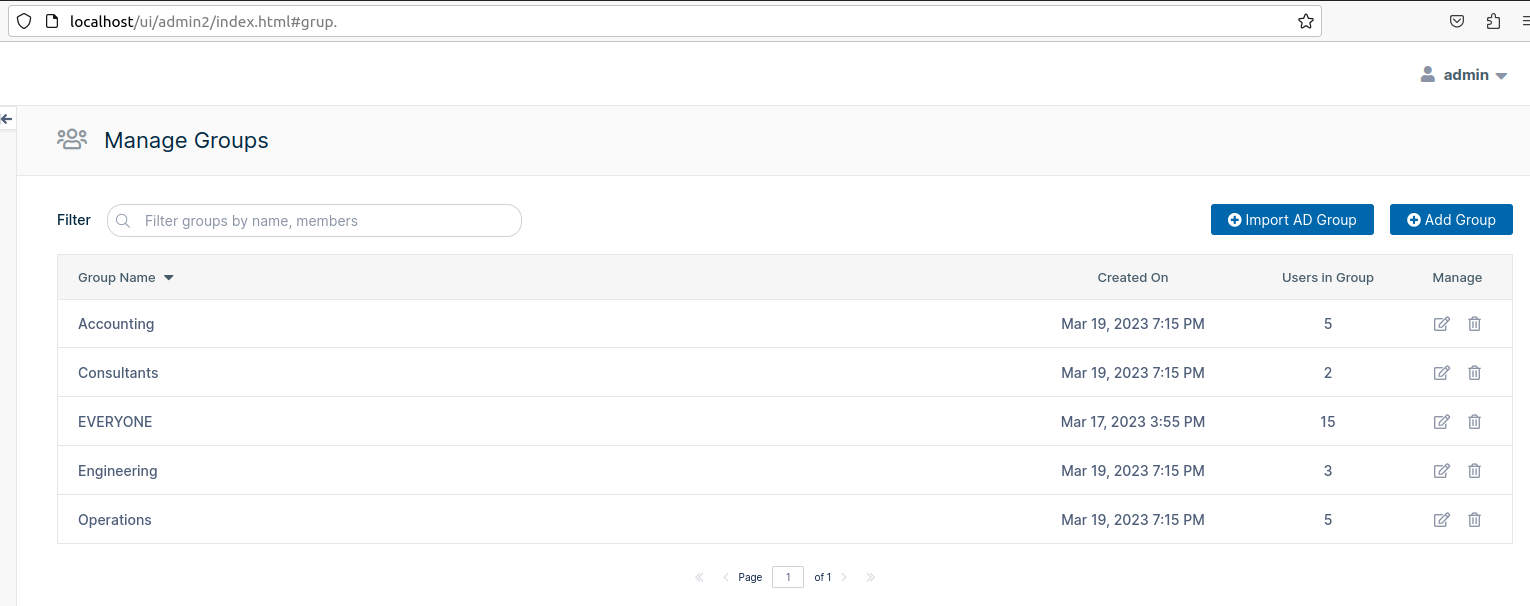 localhost/ui/admin2/index.html#grup.
admin
Manage Groups
Filter Filter groups by name, members Import AD Group Add Group
Group Name Created On Users in Group Manage
Accounting Mar 19, 2023 7:15 PM 5
Consultants Mar 19, 2023 7:15 PM 2
EVERYONE Mar 17, 2023 3:55 PM 15
Engineering Mar 19, 2023 7:15 PM 3
Operations Mar 19, 2023 7:15 PM 5
Page 1 of 1